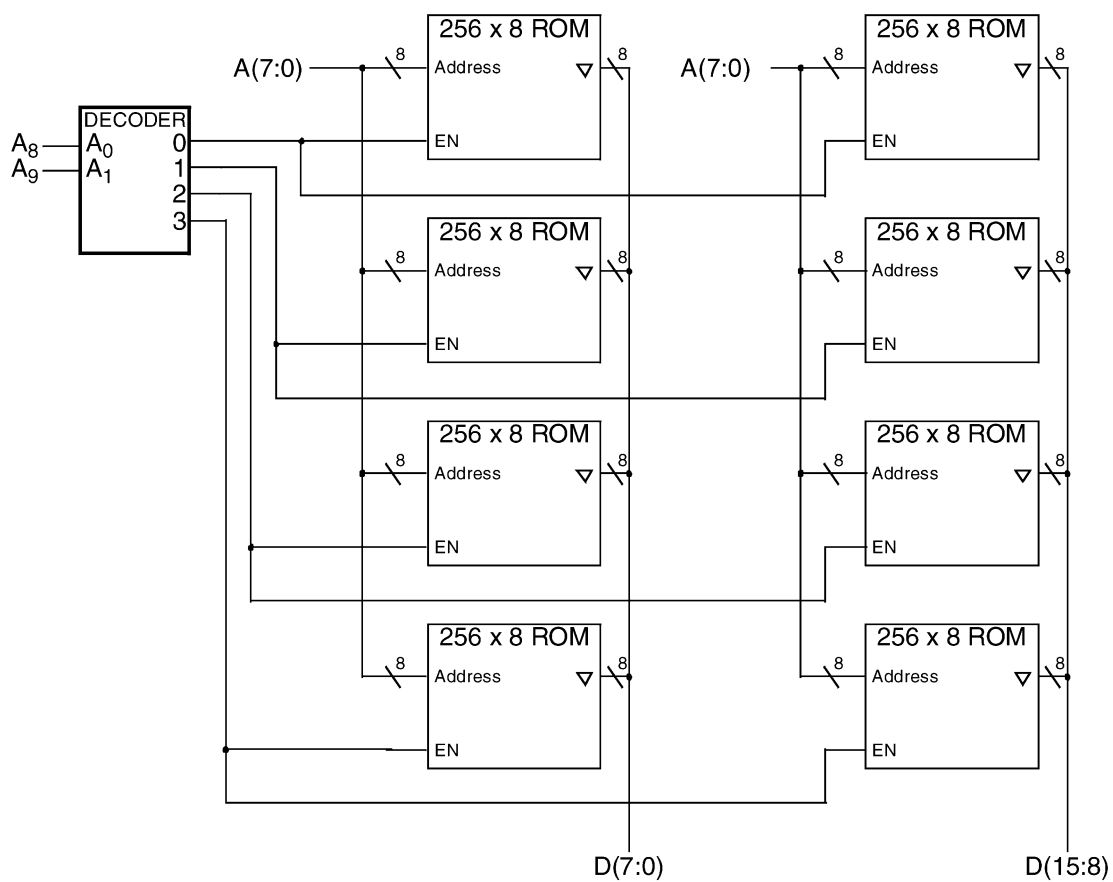 256 x 8 ROM
256 x 8 ROM
8
8
8
8
A(7:0)
Address
A(7:0)
Address
DECODER
A8
A0
0
EN
EN
A9
A1
1
2
3
256 x 8 ROM
256 x 8 ROM
8
8
8
8
Address
Address
EN
EN
256 x 8 ROM
256 x 8 ROM
8
8
8
8
Address
Address
EN
EN
256 x 8 ROM
256 x 8 ROM
8
8
8
8
Address
Address
EN
EN
D(7:0)
D(15:8)